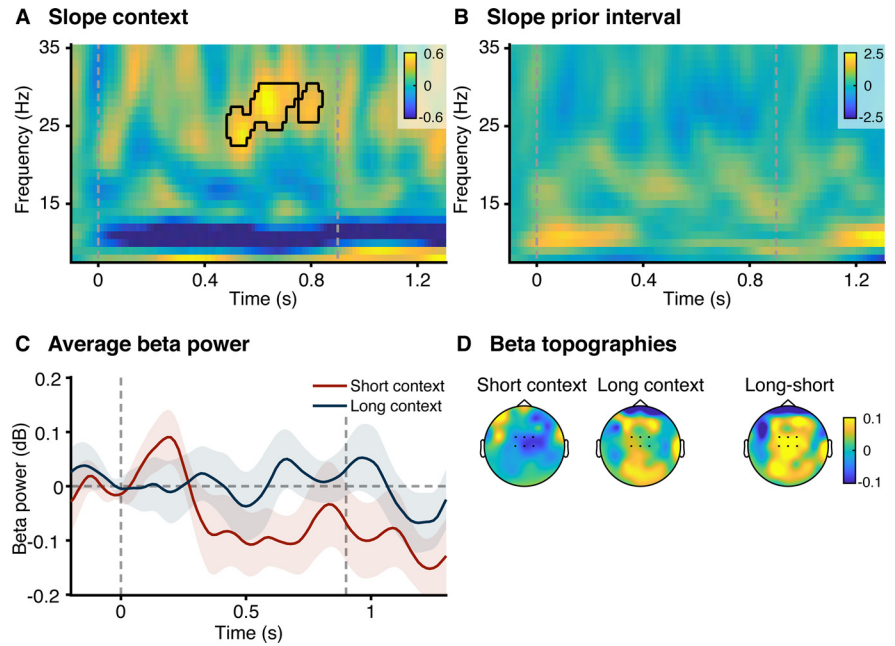 A Slope context
B Slope prior interval
35
25
15
Frequency (Hz)
0.6
0
-0.6
0
0.4
0.8
1.2
Time (s)
35
25
15
Frequency (Hz)
2.5
0
-2.5
0
0.4
0.8
1.2
Time (s)
C Average beta power
0.2
0.1
0
-0.1
-0.2
Beta power (dB)
Short context
Long context
0
0.5
1
Time (s)
D Beta topographies
Short context Long context Long-short
0.1
0
-0.1